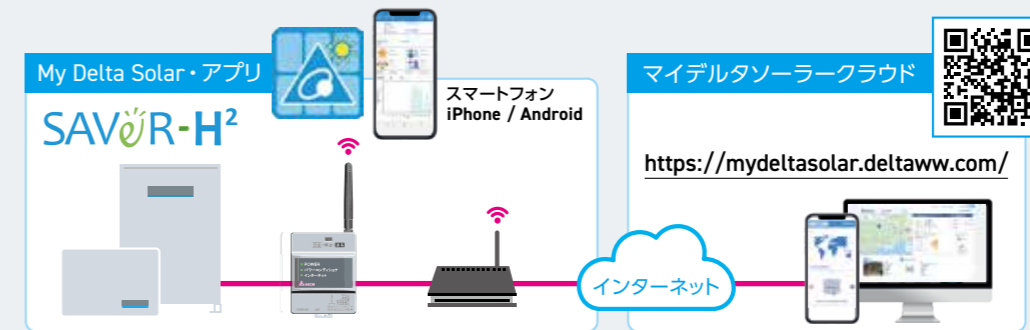 My Delta Solar・アプリ
SAVeR-H²
スマートフォン
iPhone / Android
POWER
パワーコンディショナ
インターネット
インターネット
マイデルタソーラークラウド
https://mydeltasolar.deltaww.com/